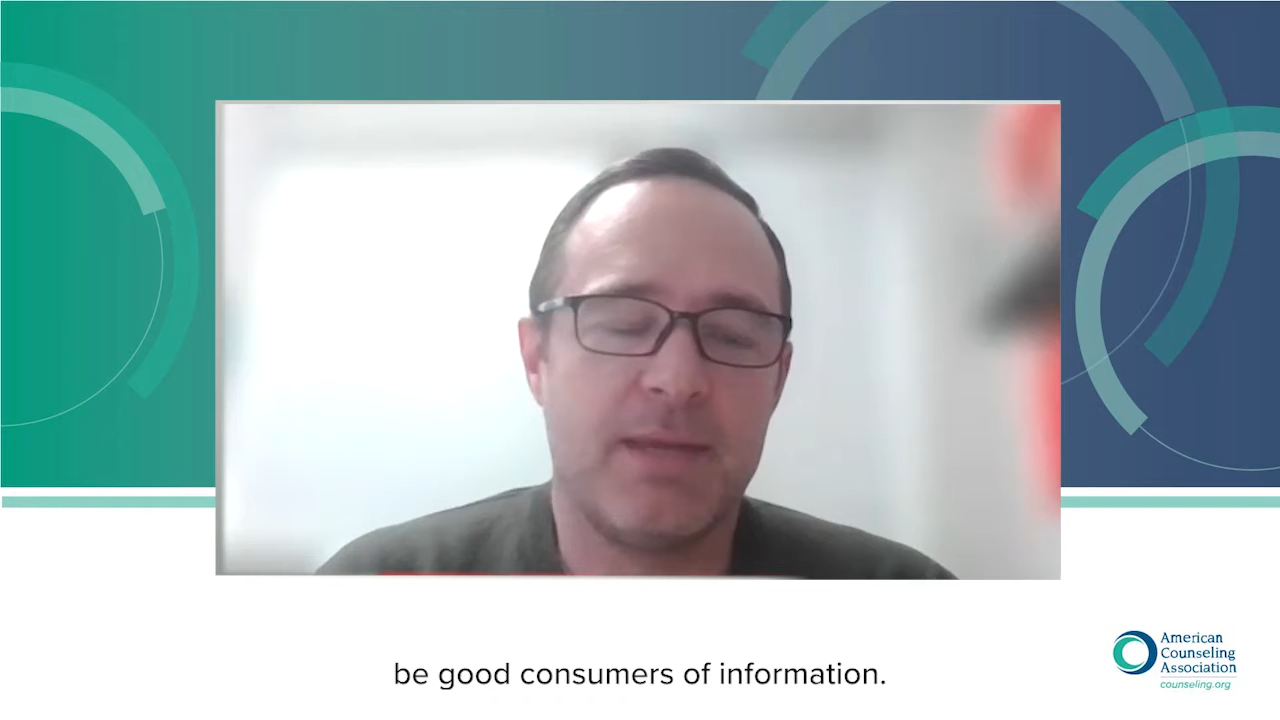 be good consumers of information.
American
Counseling
Association
counseling.org